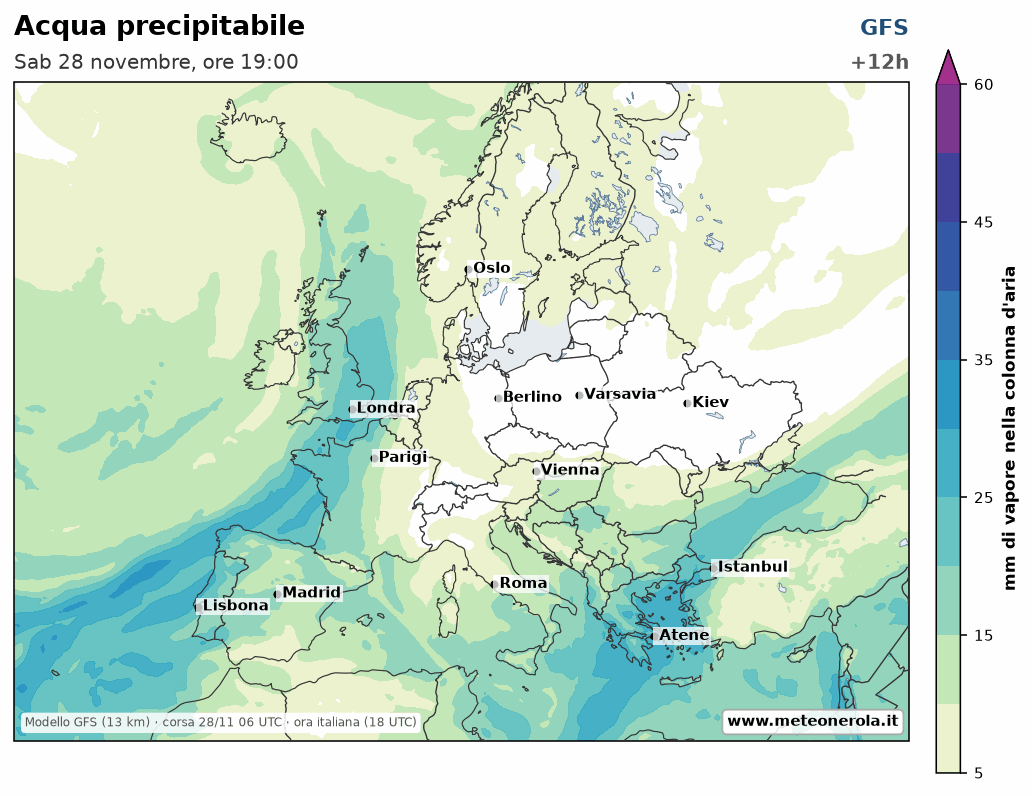 Acqua precipitabile
GFS
Sab 28 novembre, ore 19:00
+12h
60
45
35
25
15
5
mm di vapore nella colonna d'aria
Oslo
Berlino
Varsavia
Kiev
Londra
Parigi
Vienna
Istanbul
Roma
Madrid
Lisbona
Atene
Modello GFS (13 km) · corsa 28/11 06 UTC · ora italiana (18 UTC)
www.meteonerola.it